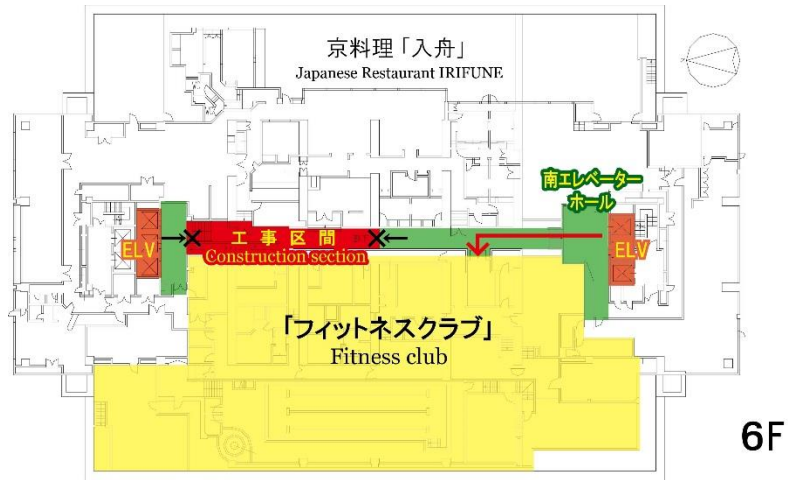 京料理「入舟」
Japanese Restaurant IRIFUNE
南エレベーター
ホール
ELV
工事区間
Construction section
ELV
「フィットネスクラブ」
Fitness club
6F